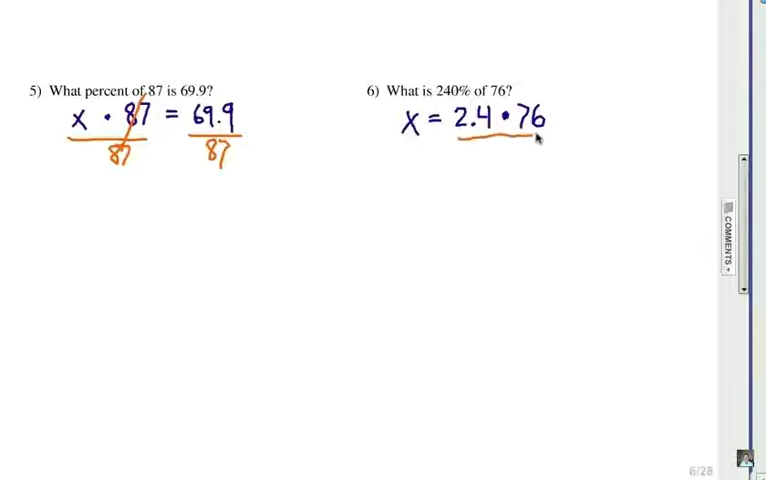 5) What percent of 87 is 69.9?
x · 87 = 69.9
87 87
6) What is 240% of 76?
x = 2.4 · 76
COMMENTS
6/28